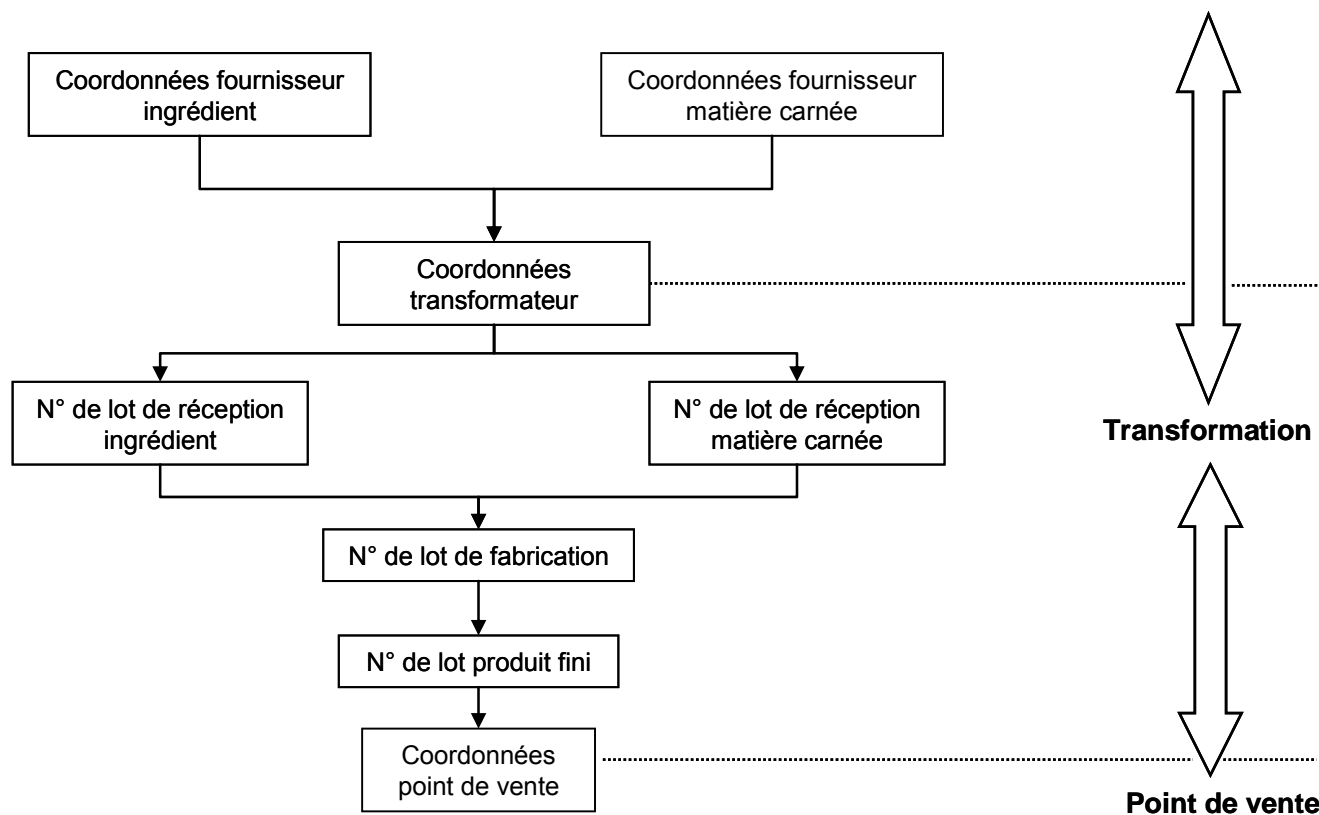 Coordonnées fournisseur
ingrédient
Coordonnées fournisseur
matière carnée
Coordonnées
transformateur
N° de lot de réception
ingrédient
N° de lot de réception
matière carnée
Transformation
N° de lot de fabrication
N° de lot produit fini
Coordonnées
point de vente
Point de vente